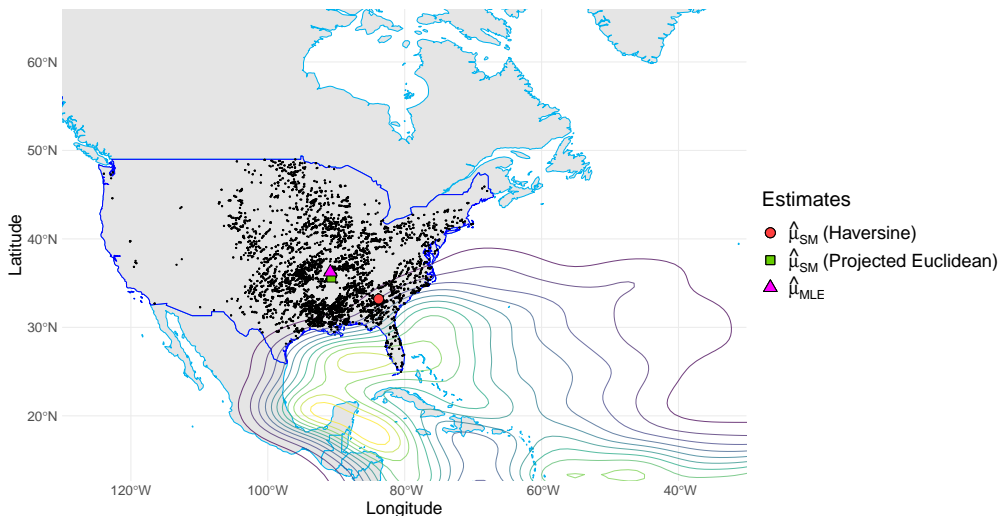 60°N
50°N
40°N
30°N
20°N
120°W
100°W
80°W
60°W
40°W
Longitude
Latitude
Estimates
μ̂SM (Haversine)
μ̂SM (Projected Euclidean)
μ̂MLE